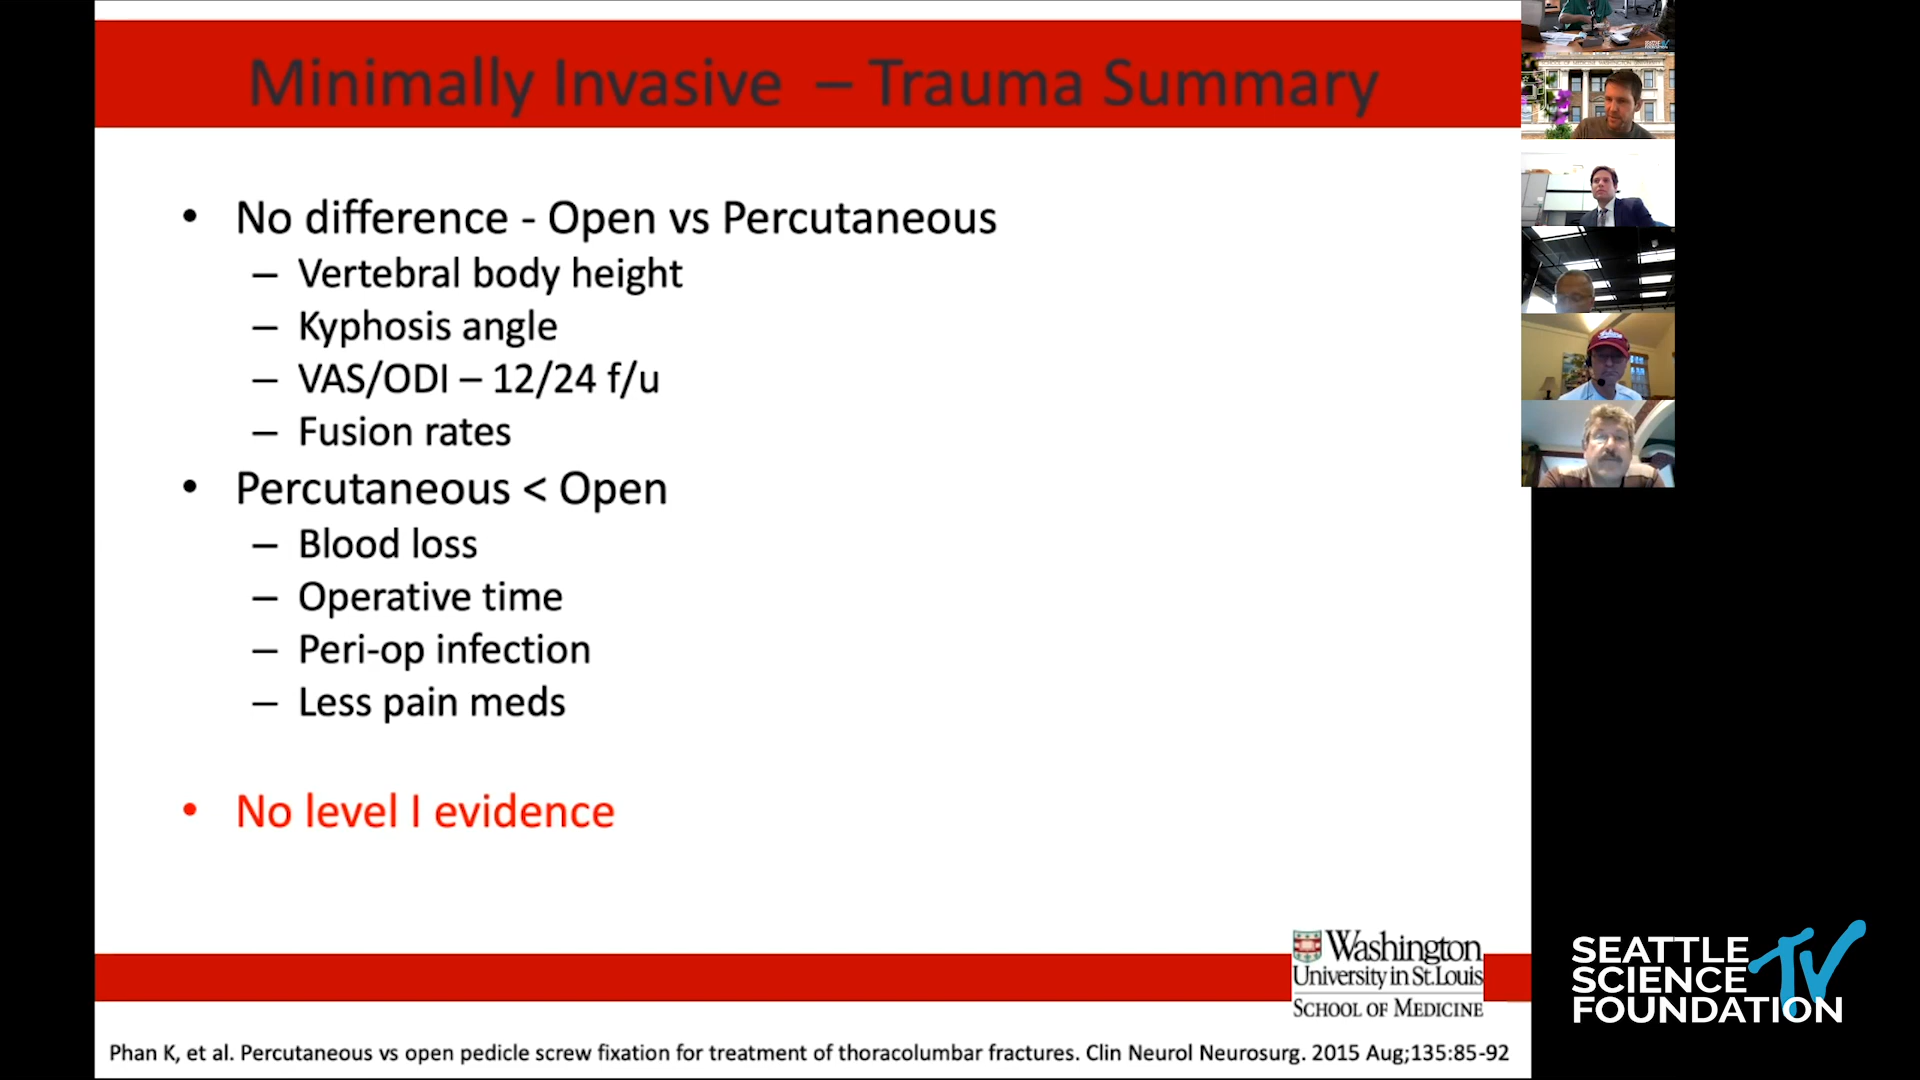 Minimally Invasive – Trauma Summary
• No difference - Open vs Percutaneous
– Vertebral body height
– Kyphosis angle
– VAS/ODI – 12/24 f/u
– Fusion rates
• Percutaneous < Open
– Blood loss
– Operative time
– Peri-op infection
– Less pain meds
• No level I evidence
Washington
University in St. Louis
SCHOOL OF MEDICINE
Phan K, et al. Percutaneous vs open pedicle screw fixation for treatment of thoracolumbar fractures. Clin Neurol Neurosurg. 2015 Aug;135:85-92
SEATTLE
SCIENCE
FOUNDATION
TV